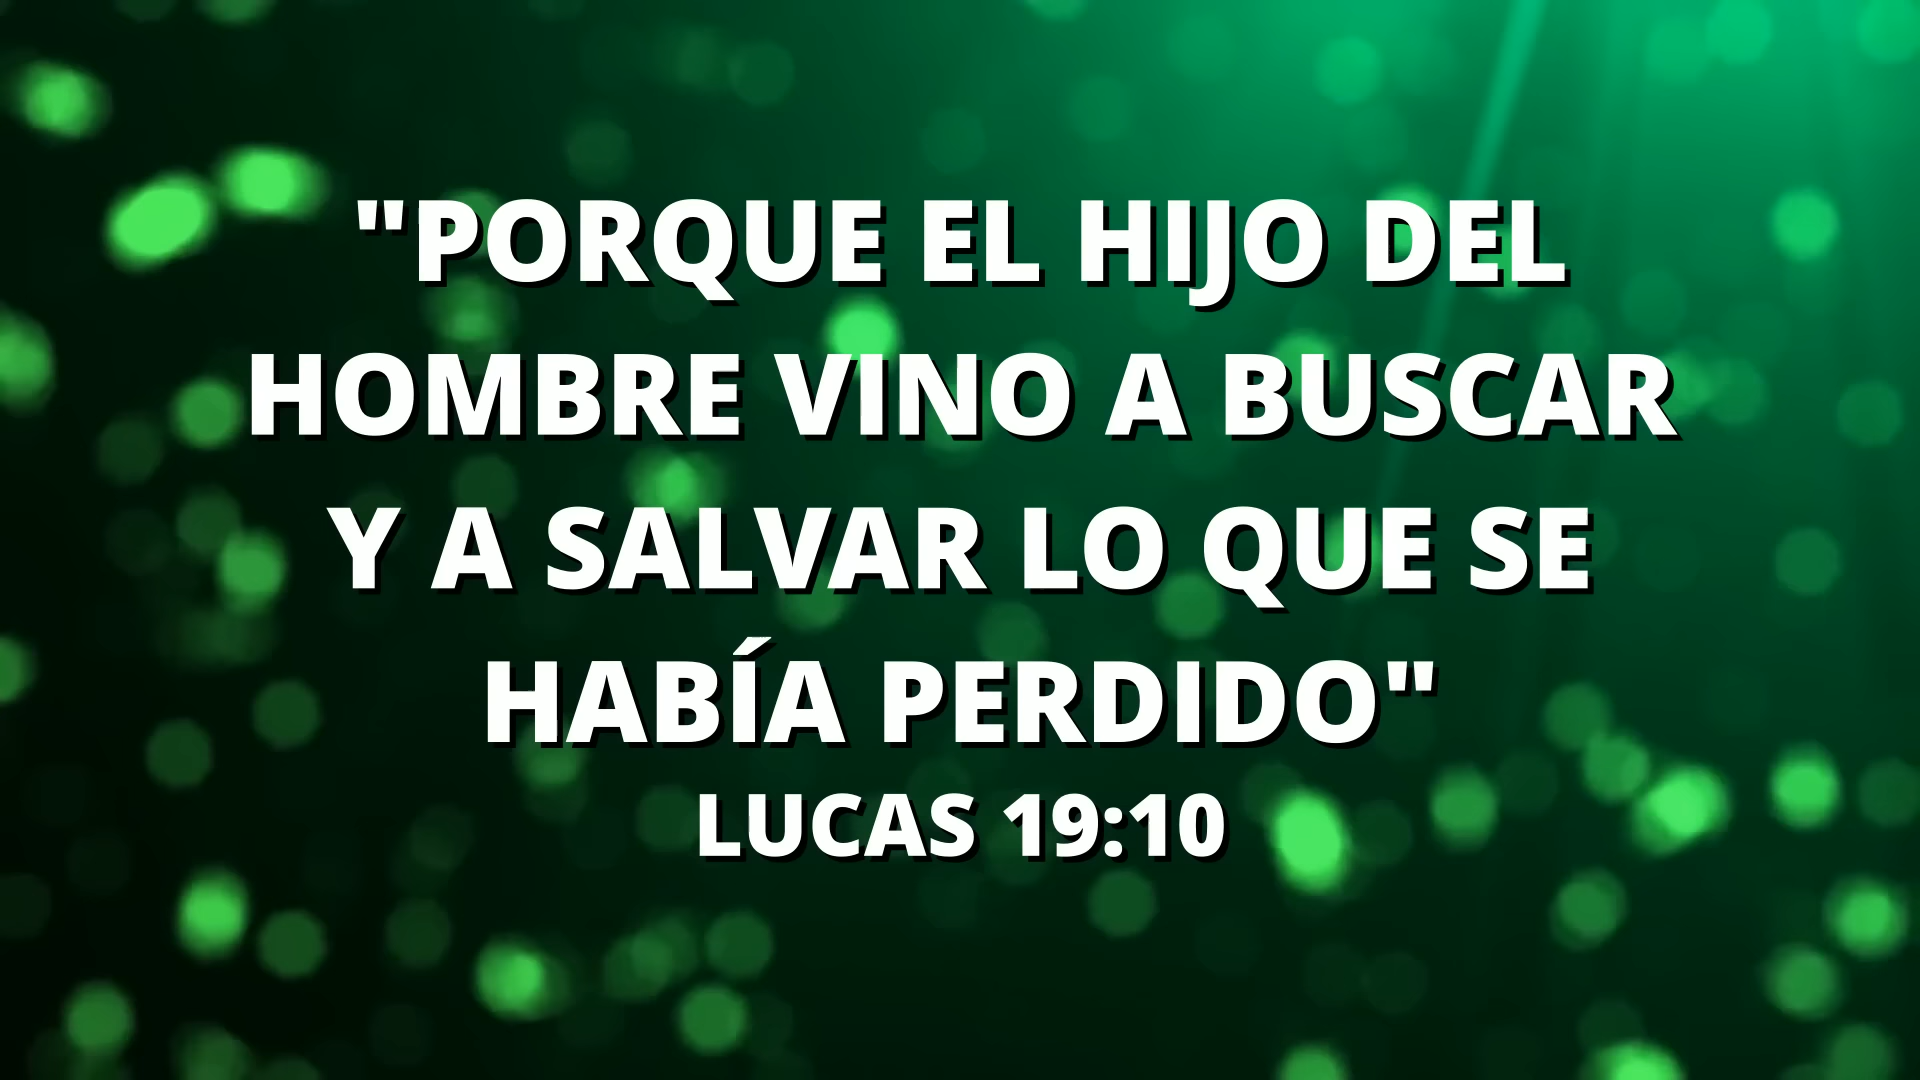 "PORQUE EL HIJO DEL
HOMBRE VINO A BUSCAR
Y A SALVAR LO QUE SE
HABÍA PERDIDO"
LUCAS 19:10